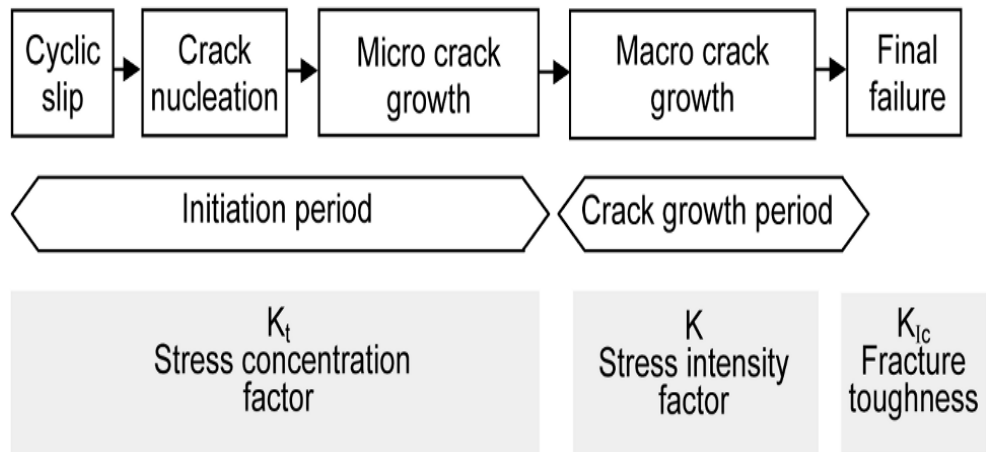 Cyclic
slip
Crack
nucleation
Micro crack
growth
Macro crack
growth
Final
failure
Initiation period
Crack growth period
Kt
Stress concentration
factor
K
Stress intensity
factor
KIc
Fracture
toughness